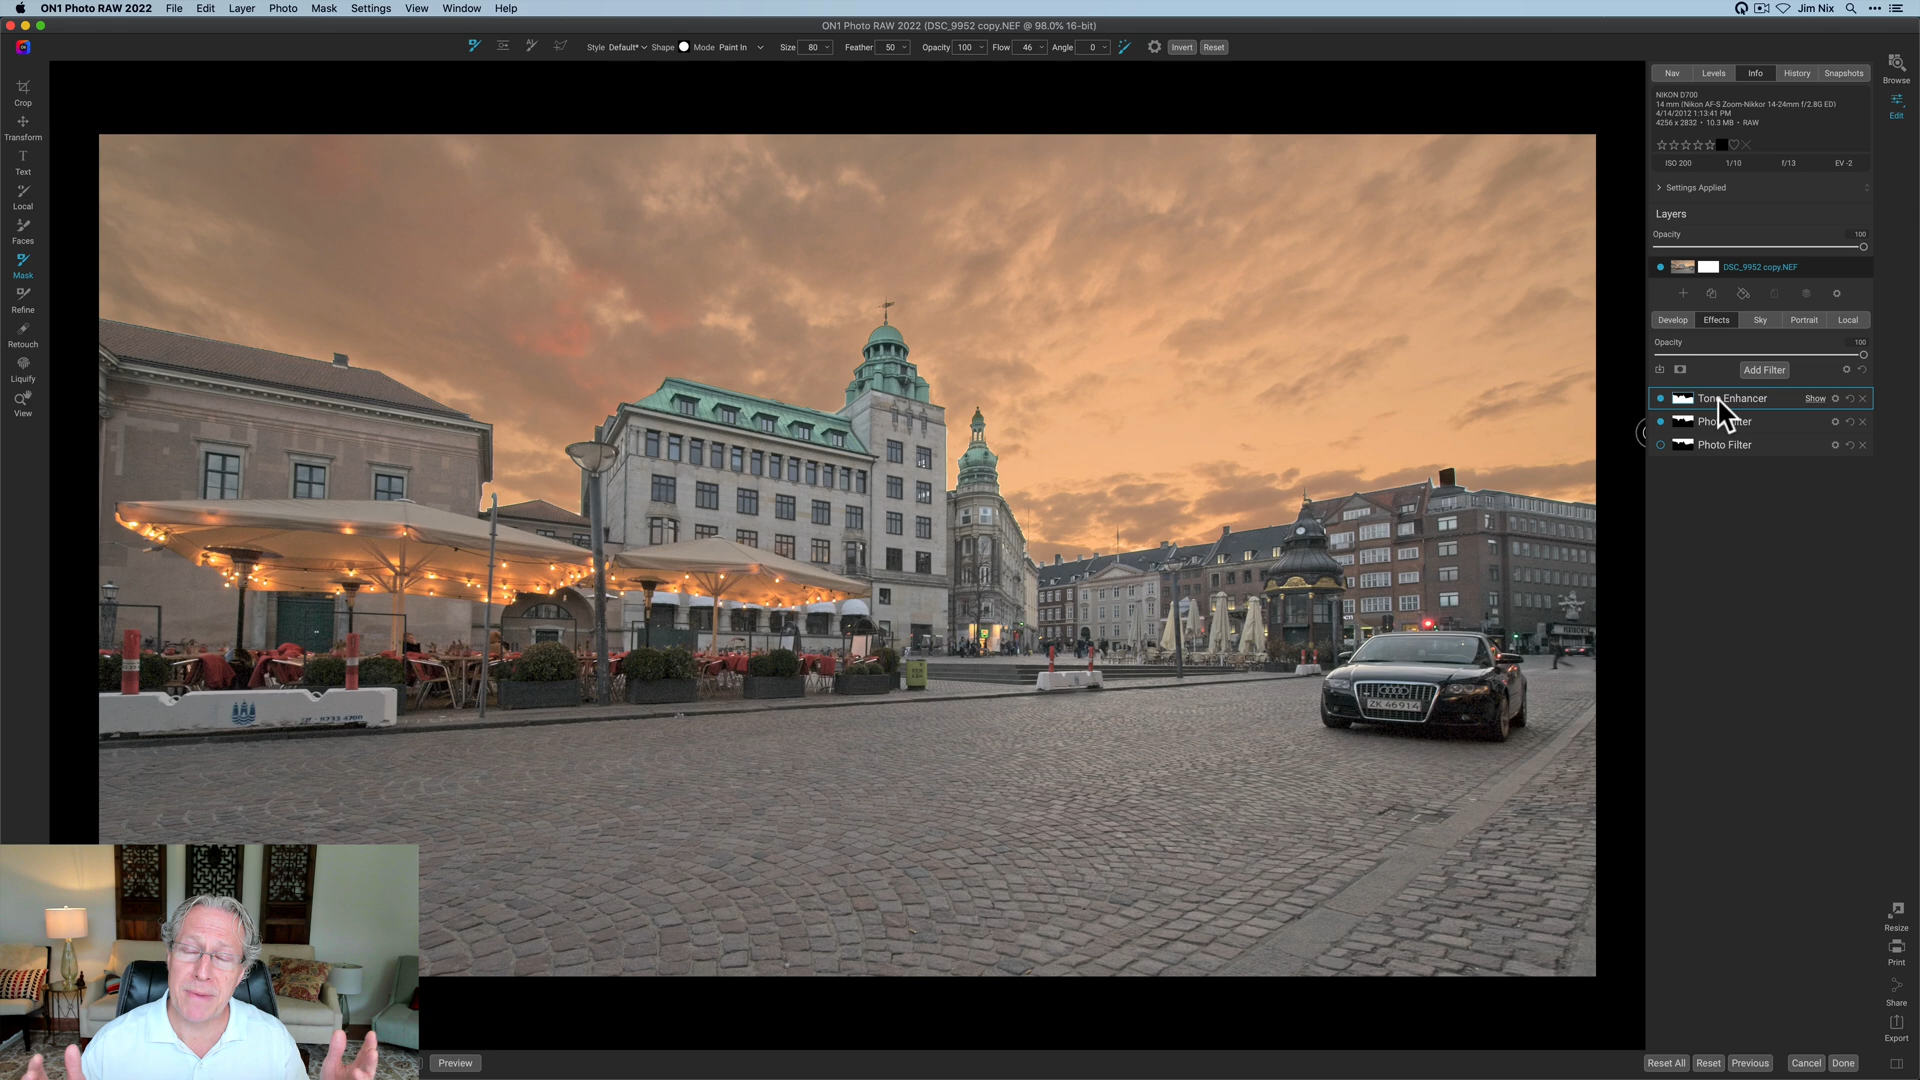 ON1 Photo RAW 2022 File Edit Layer Photo Mask Settings View Window Help Jim Nix
ON1 Photo RAW 2022 (DSC_9952 copy.NEF @ 98.0% 16-bit)
Style Default* Shape Mode Paint In Size 80 Feather 50 Opacity 100 Flow 46 Angle 0 Invert Reset
Crop
Transform
Text
Local
Faces
Mask
Refine
Retouch
Liquify
View
ZK 46914
Nav Levels Info History Snapshots
NIKON D700
14 mm (Nikon AF-S Zoom-Nikkor 14-24mm f/2.8G ED)
4/14/2012 1:13:41 PM
4256 x 2832 • 10.3 MB • RAW
ISO 200 1/10 f/13 EV -2
Settings Applied
Layers
Opacity 100
DSC_9952 copy.NEF
Develop Effects Sky Portrait Local
Opacity 100
Add Filter
Tone Enhancer Show
Photo Filter
Photo Filter
Browse
Edit
Resize
Print
Share
Export
Preview
Reset All Reset Previous Cancel Done